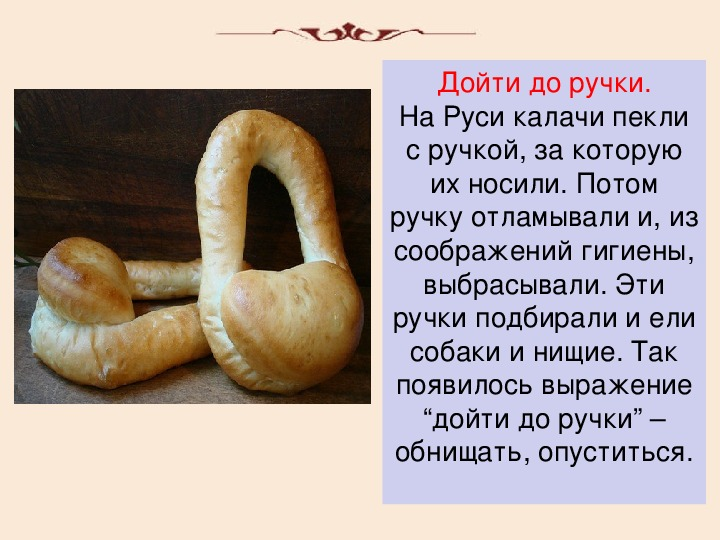 Дойти до ручки.
На Руси калачи пекли
с ручкой, за которую
их носили. Потом
ручку отламывали и, из
соображений гигиены,
выбрасывали. Эти
ручки подбирали и ели
собаки и нищие. Так
появилось выражение
“дойти до ручки” –
обнищать, опуститься.